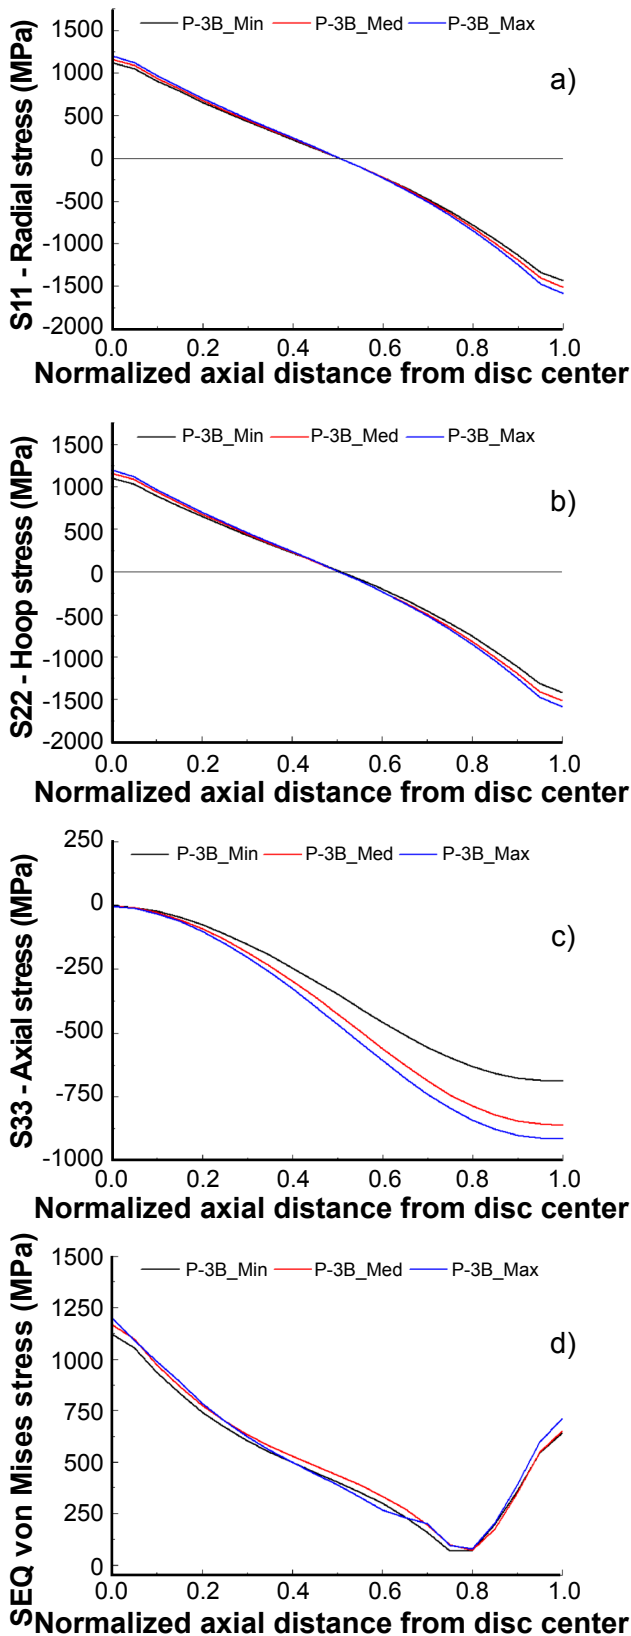 P-3B_Min P-3B_Med P-3B_Max
a)
S11 - Radial stress (MPa)
1500
1000
500
0
-500
-1000
-1500
-2000
0.0 0.2 0.4 0.6 0.8 1.0
Normalized axial distance from disc center
P-3B_Min P-3B_Med P-3B_Max
b)
S22 - Hoop stress (MPa)
1500
1000
500
0
-500
-1000
-1500
-2000
0.0 0.2 0.4 0.6 0.8 1.0
Normalized axial distance from disc center
P-3B_Min P-3B_Med P-3B_Max
c)
S33 - Axial stress (MPa)
250
0
-250
-500
-750
-1000
0.0 0.2 0.4 0.6 0.8 1.0
Normalized axial distance from disc center
P-3B_Min P-3B_Med P-3B_Max
d)
SEQ von Mises stress (MPa)
1500
1250
1000
750
500
250
0
0.0 0.2 0.4 0.6 0.8 1.0
Normalized axial distance from disc center